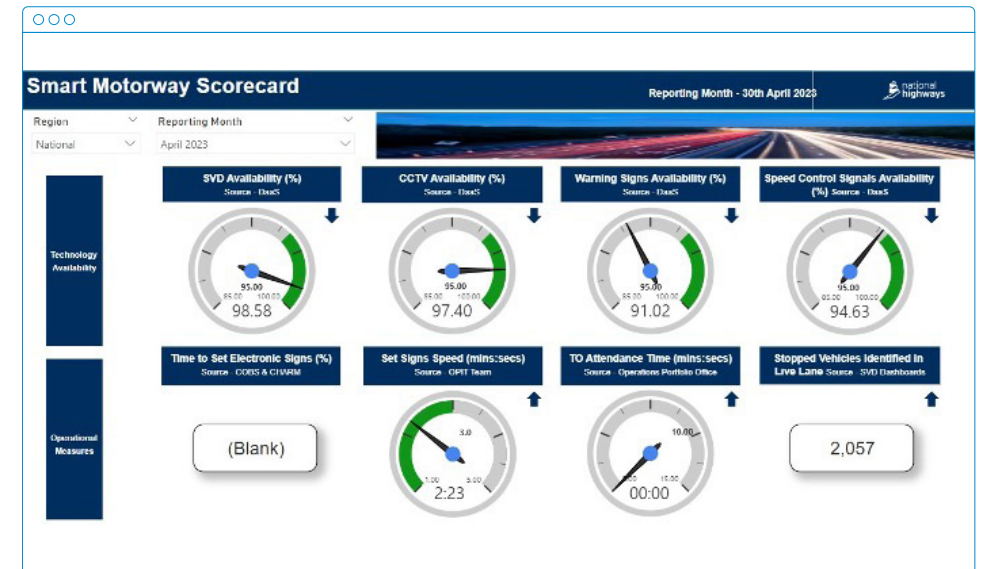 Smart Motorway Scorecard
Reporting Month - 30th April 2023
national
highways
Region
Reporting Month
National
April 2023
SVD Availability (%)
Source - DaaS
CCTV Availability (%)
Source - DaaS
Warning Signs Availability (%)
Source - DaaS
Speed Control Signals Availability
(%) Source - DaaS
Technology
Availability
95.00
85.00 100.00
98.58
95.00
85.00 100.00
97.40
95.00
85.00 100.00
91.02
95.00
85.00 100.00
94.63
Time to Set Electronic Signs (%)
Source - COBS & CHARM
Set Signs Speed (mins:secs)
Source - OPIT Team
TO Attendance Time (mins:secs)
Source - Operations Portfolio Office
Stopped Vehicles Identified in
Live Lane Source - SVD Dashboards
Operational
Measures
(Blank)
3.0
1.00 5.00
2:23
10.00
15.00
00:00
2,057